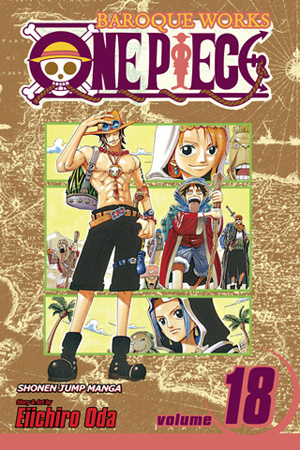 BAROQUE WORKS
ONE PIECE
SHONEN JUMP MANGA
Story & Art by
Eiichiro Oda
volume 18